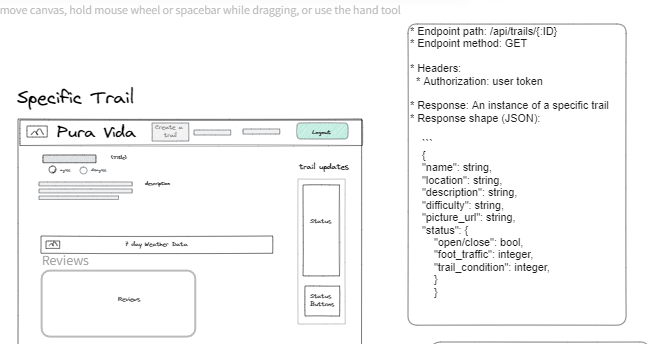 move canvas, hold mouse wheel or spacebar while dragging, or use the hand tool
Specific Trail
Pura Vida
Create a
trail
Logout
(title)
description
trail updates
Status
7 day Weather Data
Reviews
Reviews
Status
Buttons
* Endpoint path: /api/trails/{:ID}
* Endpoint method: GET
* Headers:
* Authorization: user token
* Response: An instance of a specific trail
* Response shape (JSON):
```
{
"name": string,
"location": string,
"description": string,
"difficulty": string,
"picture_url": string,
"status": {
"open/close": bool,
"foot_traffic": integer,
"trail_condition": integer,
}
}